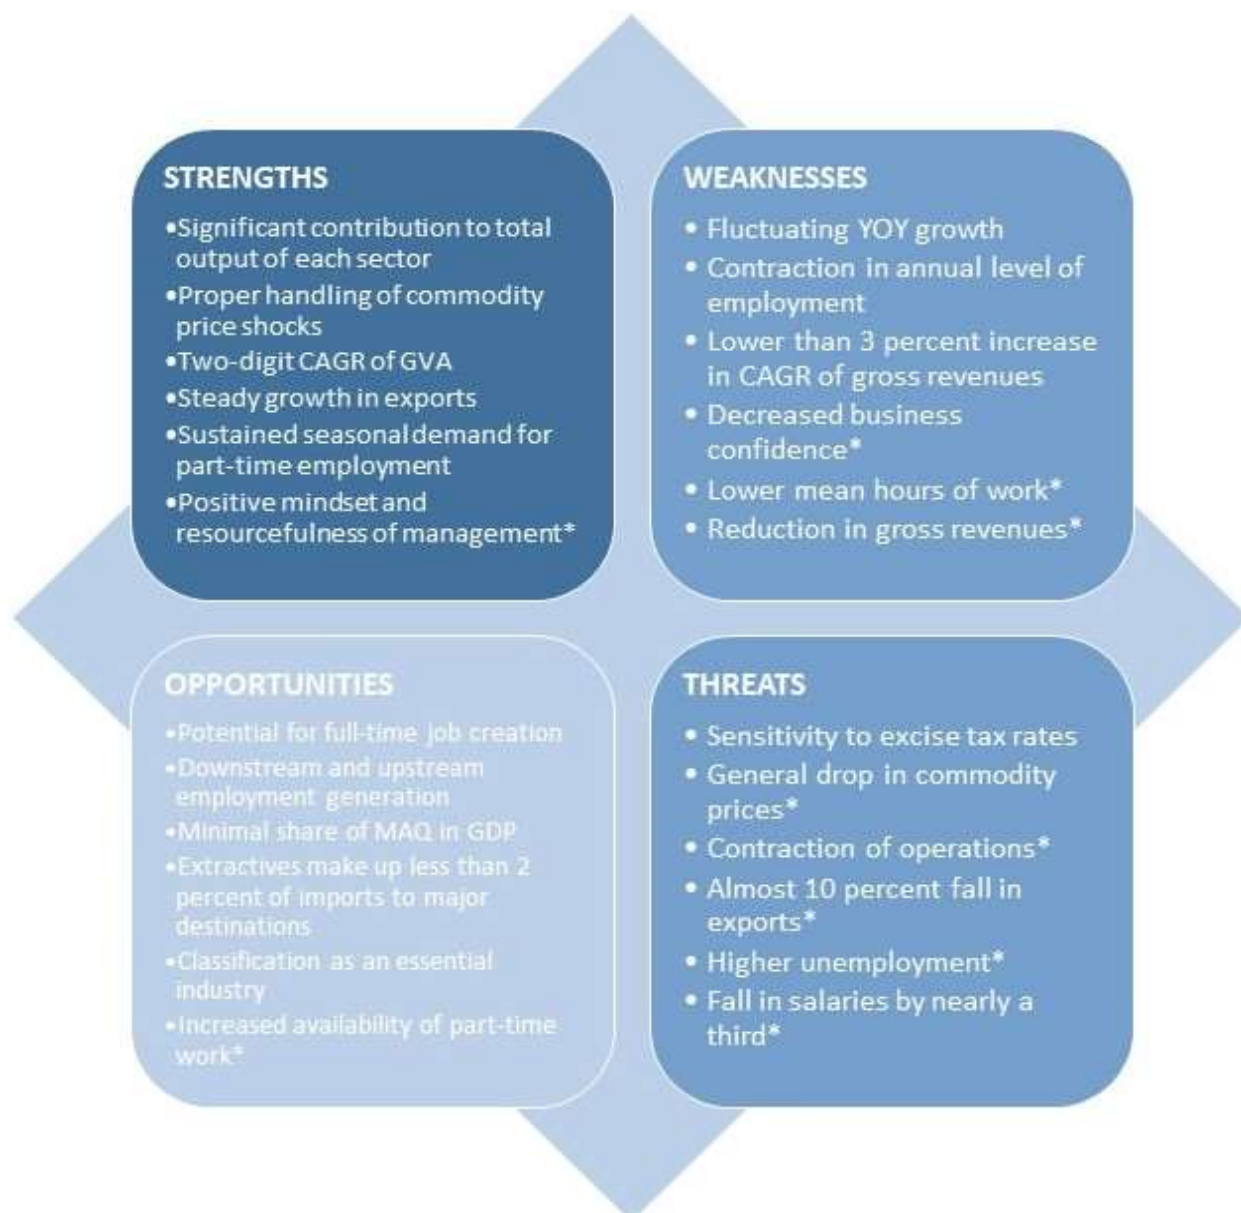 STRENGTHS
•Significant contribution to total
output of each sector
•Proper handling of commodity
price shocks
•Two-digit CAGR of GVA
•Steady growth in exports
•Sustained seasonal demand for
part-time employment
•Positive mindset and
resourcefulness of management*
WEAKNESSES
• Fluctuating YOY growth
• Contraction in annual level of
employment
• Lower than 3 percent increase
in CAGR of gross revenues
• Decreased business
confidence*
• Lower mean hours of work*
• Reduction in gross revenues*
OPPORTUNITIES
•Potential for full-time job creation
•Downstream and upstream
employment generation
•Minimal share of MAQ in GDP
•Extractives make up less than 2
percent of imports to major
destinations
•Classification as an essential
industry
•Increased availability of part-time
work*
THREATS
• Sensitivity to excise tax rates
• General drop in commodity
prices*
• Contraction of operations*
• Almost 10 percent fall in
exports*
• Higher unemployment*
• Fall in salaries by nearly a
third*